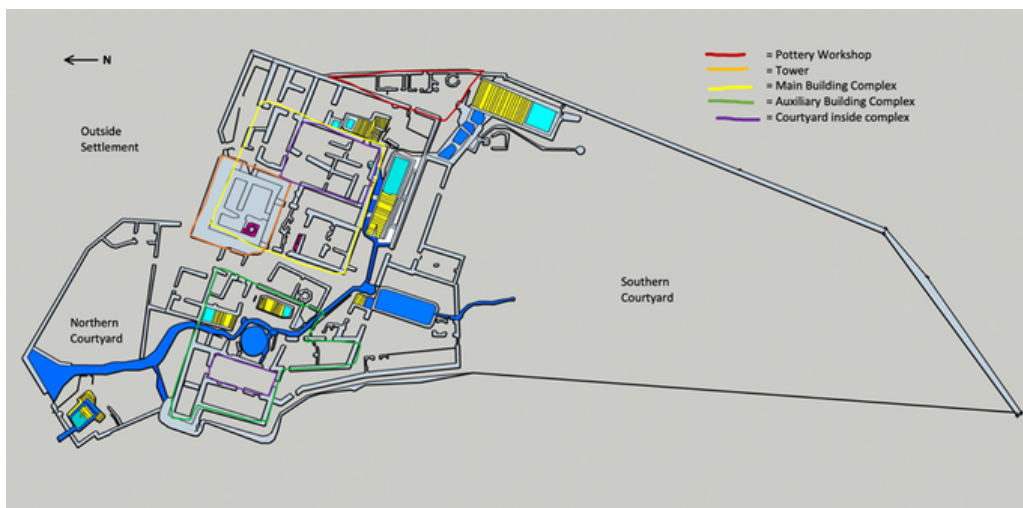 N
= Pottery Workshop
= Tower
= Main Building Complex
= Auxiliary Building Complex
= Courtyard inside complex
Outside
Settlement
Southern
Courtyard
Northern
Courtyard